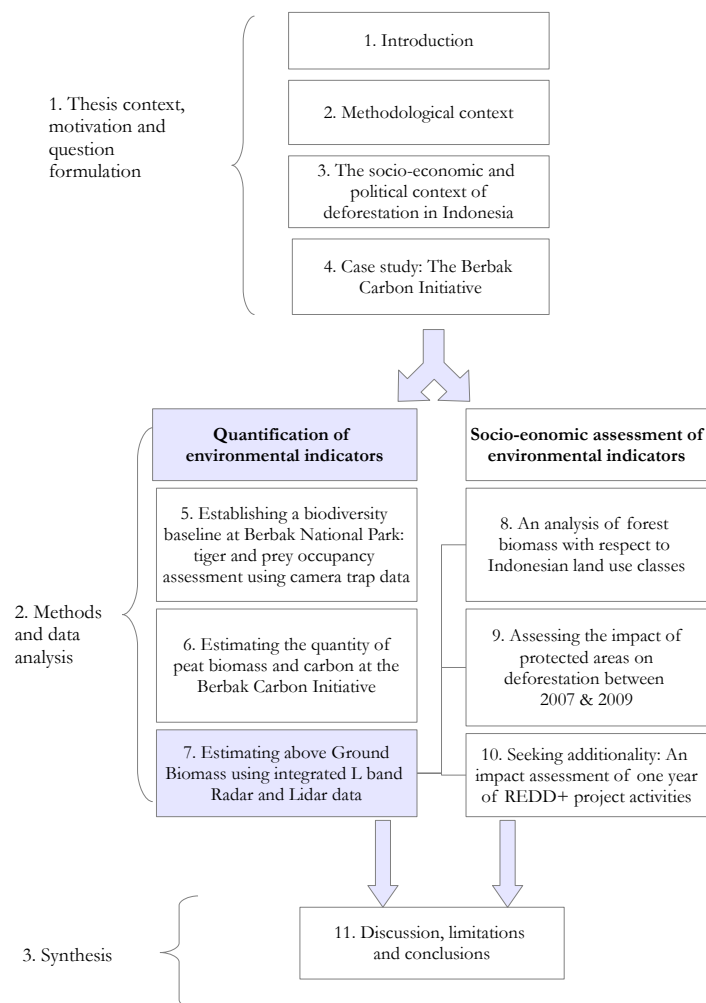 1. Introduction
1. Thesis context,
motivation and
question
formulation
2. Methodological context
3. The socio-economic and
political context of
deforestation in Indonesia
4. Case study: The Berbak
Carbon Initiative
Quantification of
environmental indicators
Socio-eonomic assessment of
environmental indicators
2. Methods
and data
analysis
5. Establishing a biodiversity
baseline at Berbak National Park:
tiger and prey occupancy
assessment using camera trap data
6. Estimating the quantity of
peat biomass and carbon at the
Berbak Carbon Initiative
7. Estimating above Ground
Biomass using integrated L band
Radar and Lidar data
8. An analysis of forest
biomass with respect to
Indonesian land use classes
9. Assessing the impact of
protected areas on
deforestation between
2007 & 2009
10. Seeking additionality: An
impact assessment of one year
of REDD+ project activities
3. Synthesis
11. Discussion, limitations
and conclusions